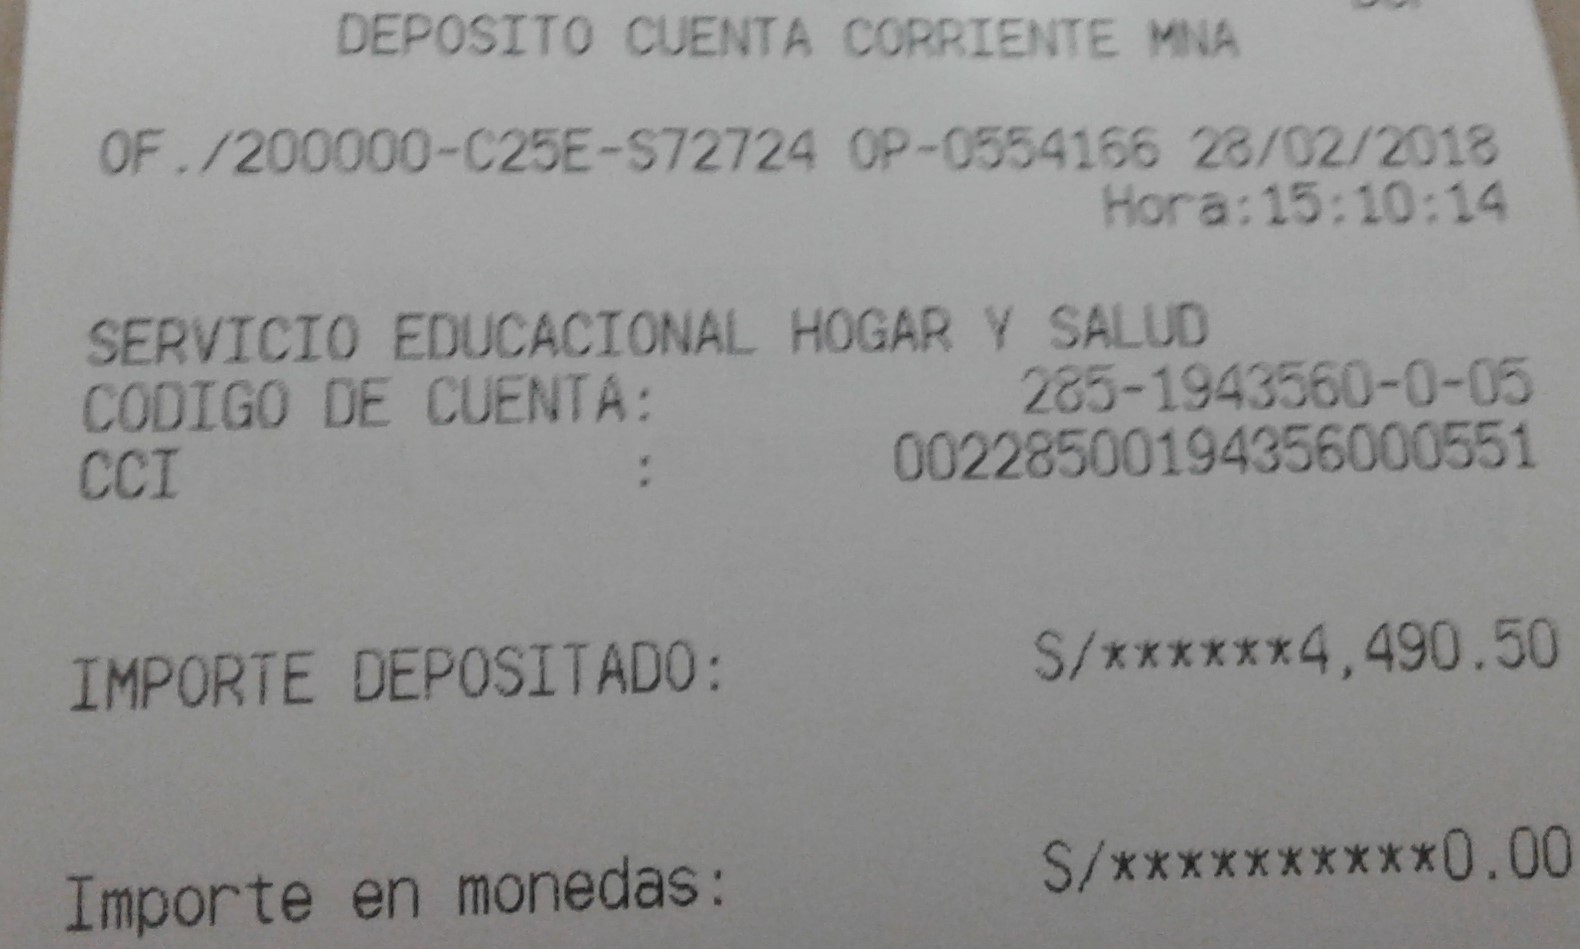 DEPOSITO CUENTA CORRIENTE MNA
OF./200000-C25E-S72724 OP-0554166 28/02/2018
Hora:15:10:14
SERVICIO EDUCACIONAL HOGAR Y SALUD
CODIGO DE CUENTA: 285-1943560-0-05
CCI : 00228500194356000551
IMPORTE DEPOSITADO: S/******4,490.50
Importe en monedas: S/**********0.00